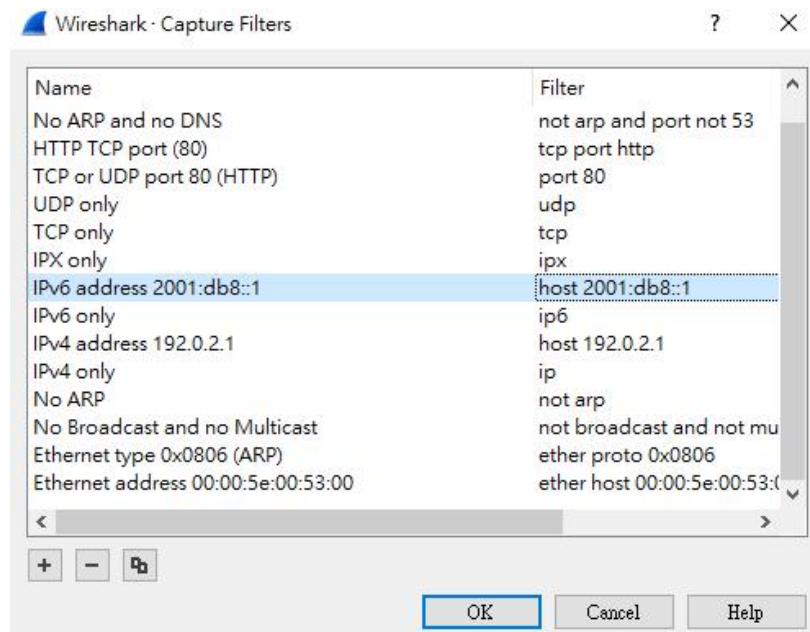 Wireshark · Capture Filters ? ×
Name Filter
No ARP and no DNS not arp and port not 53
HTTP TCP port (80) tcp port http
TCP or UDP port 80 (HTTP) port 80
UDP only udp
TCP only tcp
IPX only ipx
IPv6 address 2001:db8::1 host 2001:db8::1
IPv6 only ip6
IPv4 address 192.0.2.1 host 192.0.2.1
IPv4 only ip
No ARP not arp
No Broadcast and no Multicast not broadcast and not mu
Ethernet type 0x0806 (ARP) ether proto 0x0806
Ethernet address 00:00:5e:00:53:00 ether host 00:00:5e:00:53:
OK Cancel Help